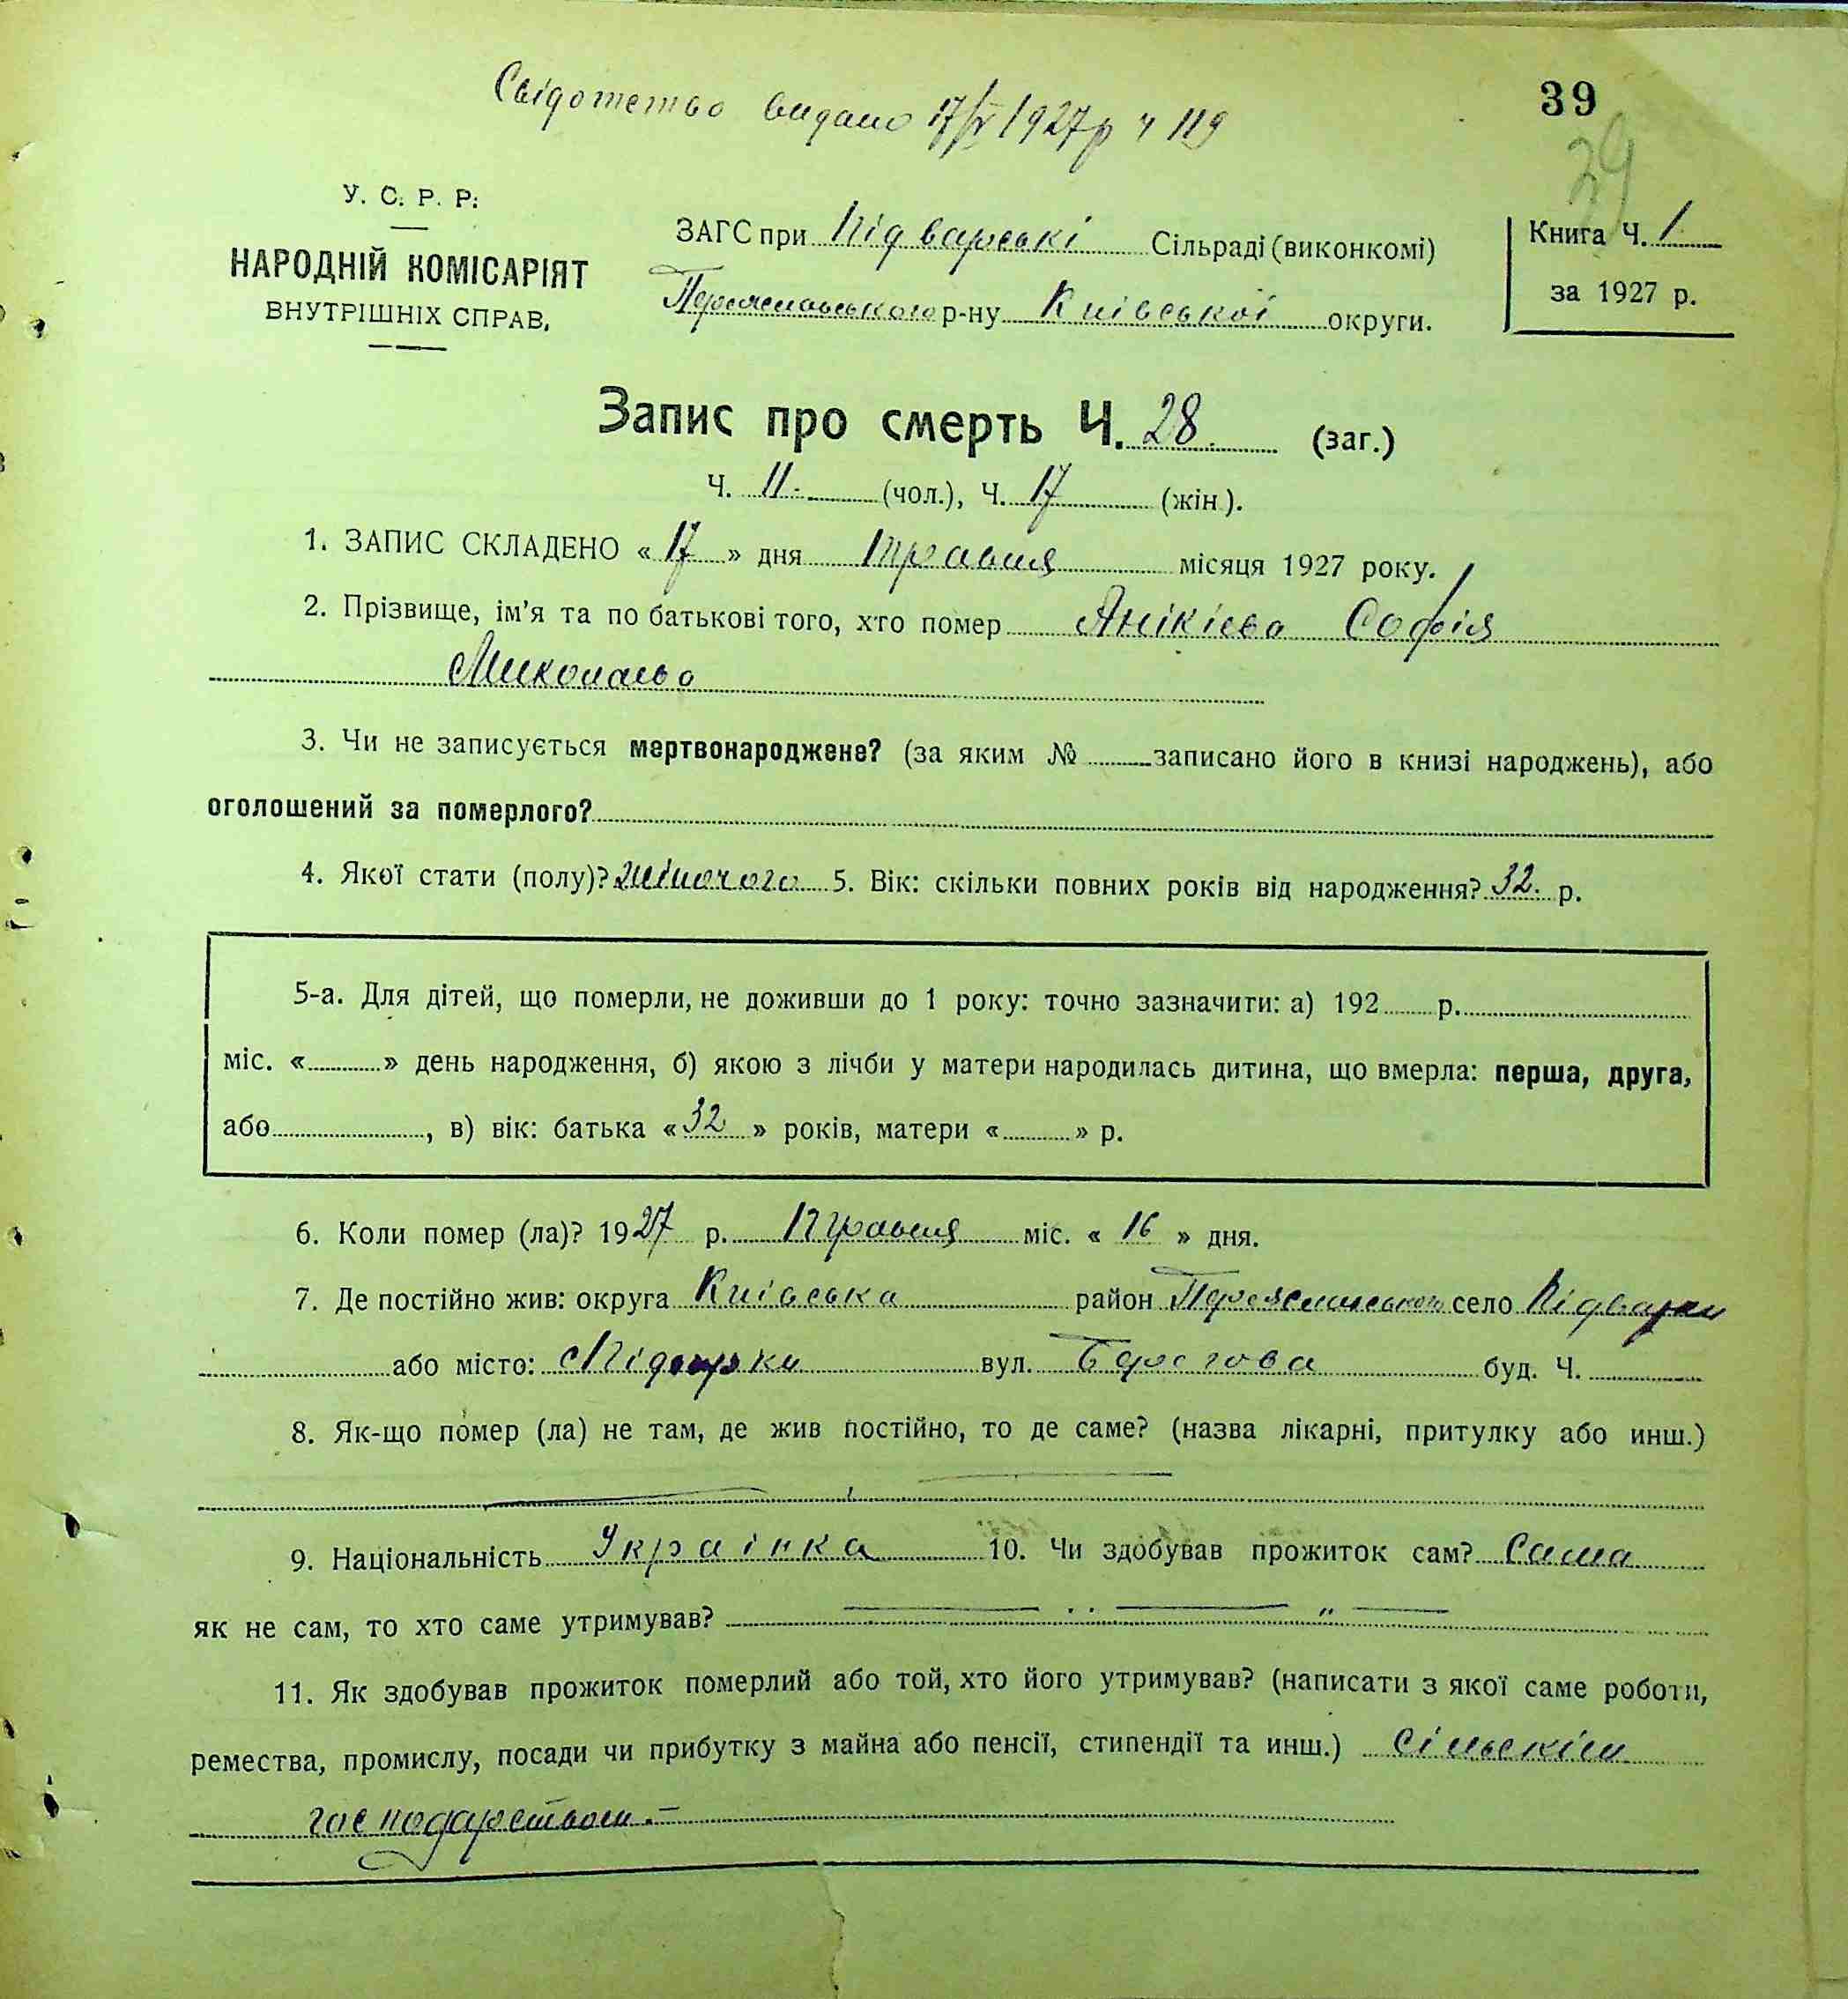 Свідотство видано 17/V 1927р ч 119
39
29
У. С. Р. Р.
НАРОДНІЙ КОМІСАРІЯТ
ВНУТРІШНІХ СПРАВ,
ЗАГС при Підварські Сільраді (виконкомі)
Переяславського р-ну Київської округи.
Книга Ч. 1
за 1927 р.
Запис про смерть Ч. 28 (заг.)
Ч. 11 (чол.), Ч. 17 (жін.).
1. ЗАПИС СКЛАДЕНО « 17 » дня травня місяця 1927 року.
2. Прізвище, ім’я та по батькові того, хто помер Анікієва Софія
Миколаєва
3. Чи не записується мертвонароджене? (за яким № записано його в книзі народжень), або
оголошений за померлого?
4. Якої стати (полу)? жіночого 5. Вік: скільки повних років від народження? 32 р.
5-а. Для дітей, що померли, не доживши до 1 року: точно зазначити: а) 192 р.
міс. « » день народження, б) якою з лічби у матери народилась дитина, що вмерла: перша, друга,
або , в) вік: батька « 32 » років, матери « » р.
6. Коли помер (ла)? 1927 р. травня міс. « 16 » дня.
7. Де постійно жив: округа Київська район Переяславського село Підварки
або місто: Підварки вул. Берегова буд. Ч.
8. Як-що помер (ла) не там, де жив постійно, то де саме? (назва лікарні, притулку або инш.)
9. Національність Українка 10. Чи здобував прожиток сам? Сама
як не сам, то хто саме утримував?
11. Як здобував прожиток померлий або той, хто його утримував? (написати з якої саме роботи,
ремества, промислу, посади чи прибутку з майна або пенсії, стипендії та инш.) сільскім
господарством.–